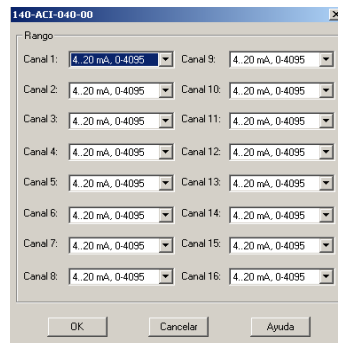 140-ACI-040-00
Rango
Canal 1: 4..20 mA, 0-4095 Canal 9: 4..20 mA, 0-4095
Canal 2: 4..20 mA, 0-4095 Canal 10: 4..20 mA, 0-4095
Canal 3: 4..20 mA, 0-4095 Canal 11: 4..20 mA, 0-4095
Canal 4: 4..20 mA, 0-4095 Canal 12: 4..20 mA, 0-4095
Canal 5: 4..20 mA, 0-4095 Canal 13: 4..20 mA, 0-4095
Canal 6: 4..20 mA, 0-4095 Canal 14: 4..20 mA, 0-4095
Canal 7: 4..20 mA, 0-4095 Canal 15: 4..20 mA, 0-4095
Canal 8: 4..20 mA, 0-4095 Canal 16: 4..20 mA, 0-4095
OK Cancelar Ayuda